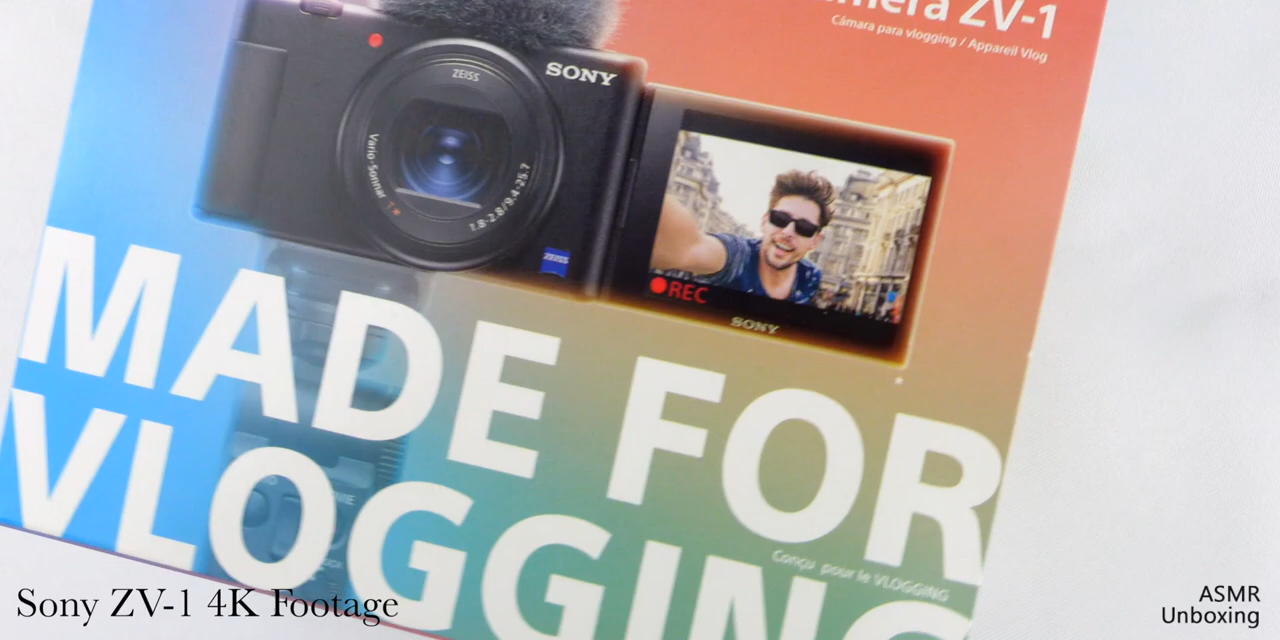 mera ZV-1
Cámara para vlogging / Appareil Vlog
ZEISS
SONY
Vario-Sonnar T*
1.8-2.8/9.4-25.7
ZEISS
REC
SONY
MADE FOR
VLOGGING
Conçu pour le VLOGGING
Sony ZV-1 4K Footage
ASMR
Unboxing